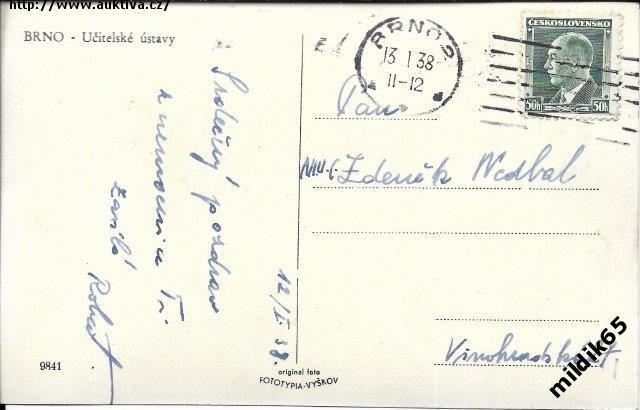 http://www.auktiva.cz/
BRNO - Učitelské ústavy
BRNO 2
13 I 38
11-12
ČESKOSLOVENSKO
50h 50h
Pan
Zdeněk Nedbal
Srdečný pozdrav
z nemocnice Ti
zasílá
Robert
12/I. 38.
9841
original foto
FOTOTYPIA-VYŠKOV
mildik65